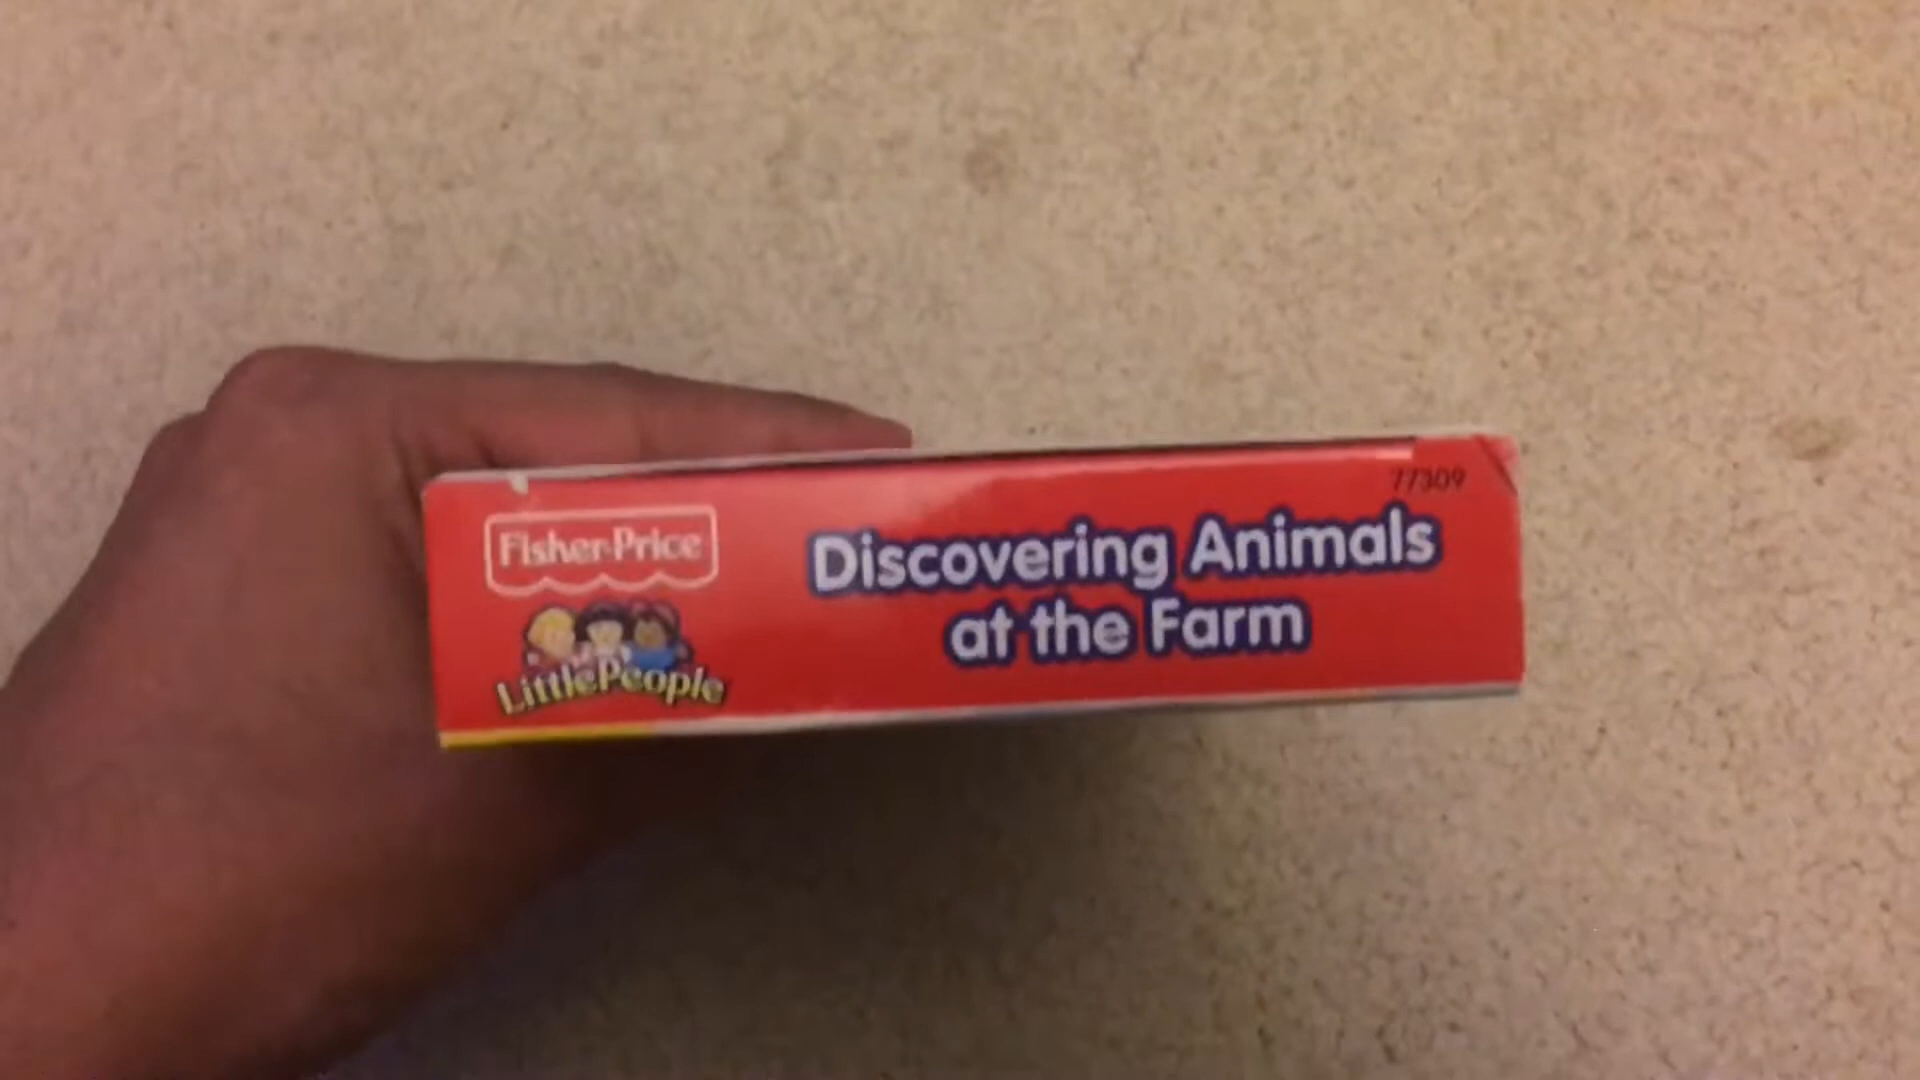 77309
Fisher-Price
Discovering Animals
at the Farm
Little People